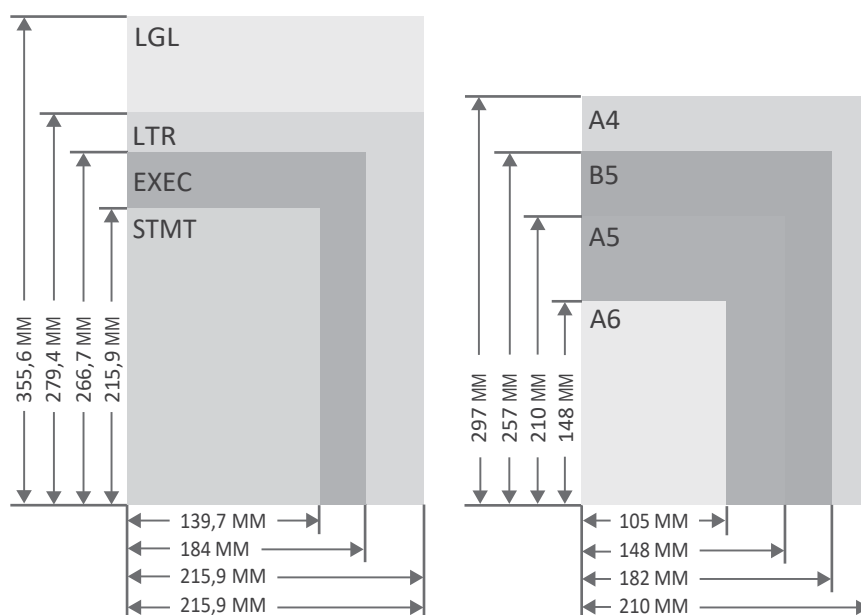 LGL
LTR
EXEC
STMT
355,6 MM
279,4 MM
266,7 MM
215,9 MM
139,7 MM
184 MM
215,9 MM
215,9 MM
A4
B5
A5
A6
297 MM
257 MM
210 MM
148 MM
105 MM
148 MM
182 MM
210 MM